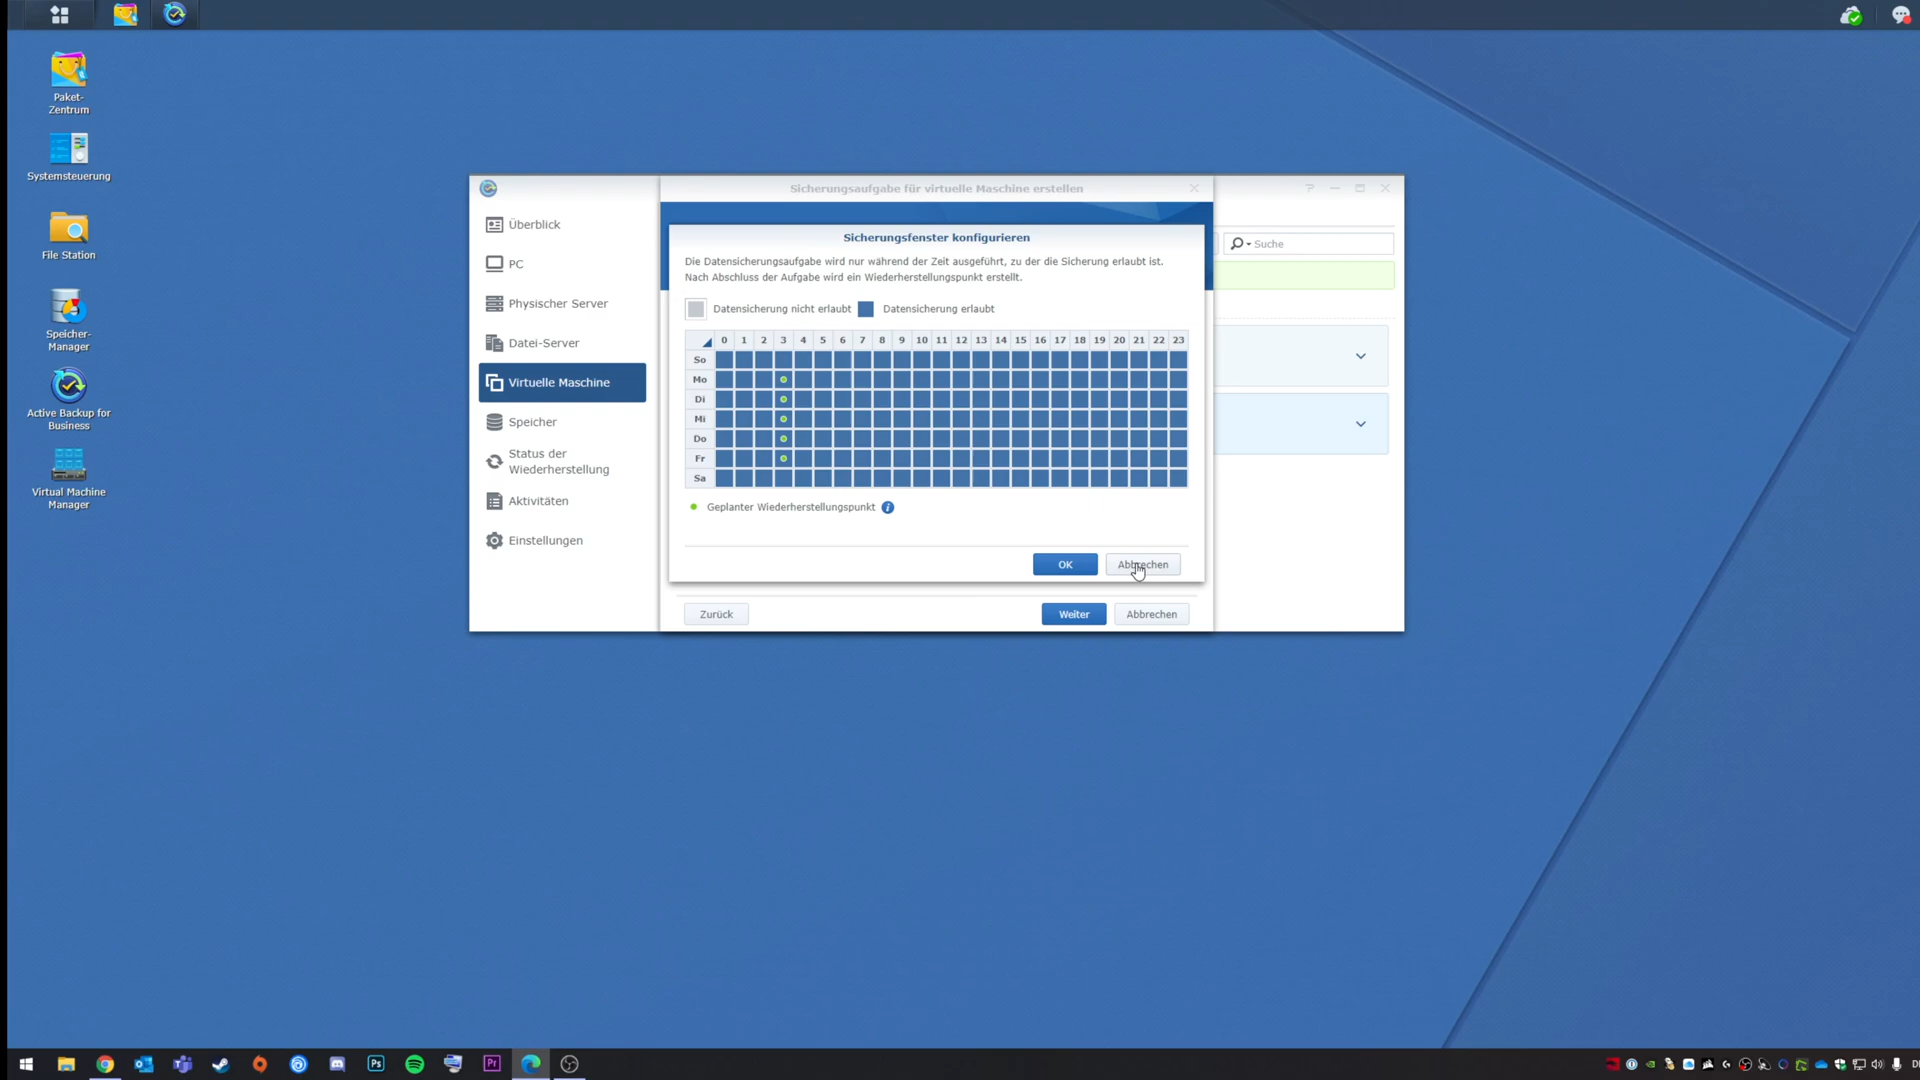 Paket-
Zentrum
Systemsteuerung
File Station
Speicher-
Manager
Active Backup for
Business
Virtual Machine
Manager
Sicherungsaufgabe für virtuelle Maschine erstellen
Überblick
PC
Physischer Server
Datei-Server
Virtuelle Maschine
Speicher
Status der
Wiederherstellung
Aktivitäten
Einstellungen
Suche
Sicherungsfenster konfigurieren
Die Datensicherungsaufgabe wird nur während der Zeit ausgeführt, zu der die Sicherung erlaubt ist.
Nach Abschluss der Aufgabe wird ein Wiederherstellungspunkt erstellt.
Datensicherung nicht erlaubt Datensicherung erlaubt
0 1 2 3 4 5 6 7 8 9 10 11 12 13 14 15 16 17 18 19 20 21 22 23
So
Mo
Di
Mi
Do
Fr
Sa
Geplanter Wiederherstellungspunkt
OK Abbrechen
Zurück Weiter Abbrechen
Ps
Pr